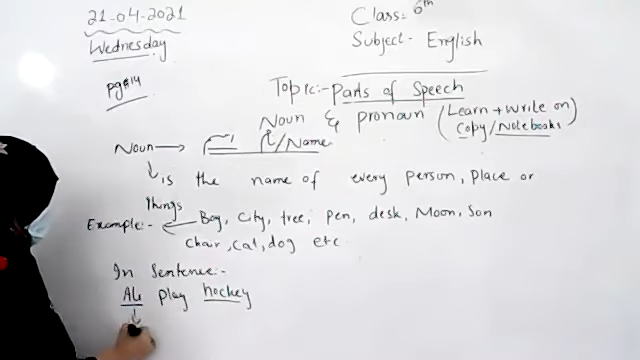 21-04-2021
Wednesday
pg#14
Class: 6th
Subject- English
Topic:- Parts of Speech
Noun & pronoun (Learn + Write on)
Copy/Notebooks
Noun → /Name
↳ is the name of every person, place or
things
Example:- ← Boy, city, tree, pen, desk, Moon, Son
Chair, Cat, dog etc
In Sentence:-
Ali play hockey